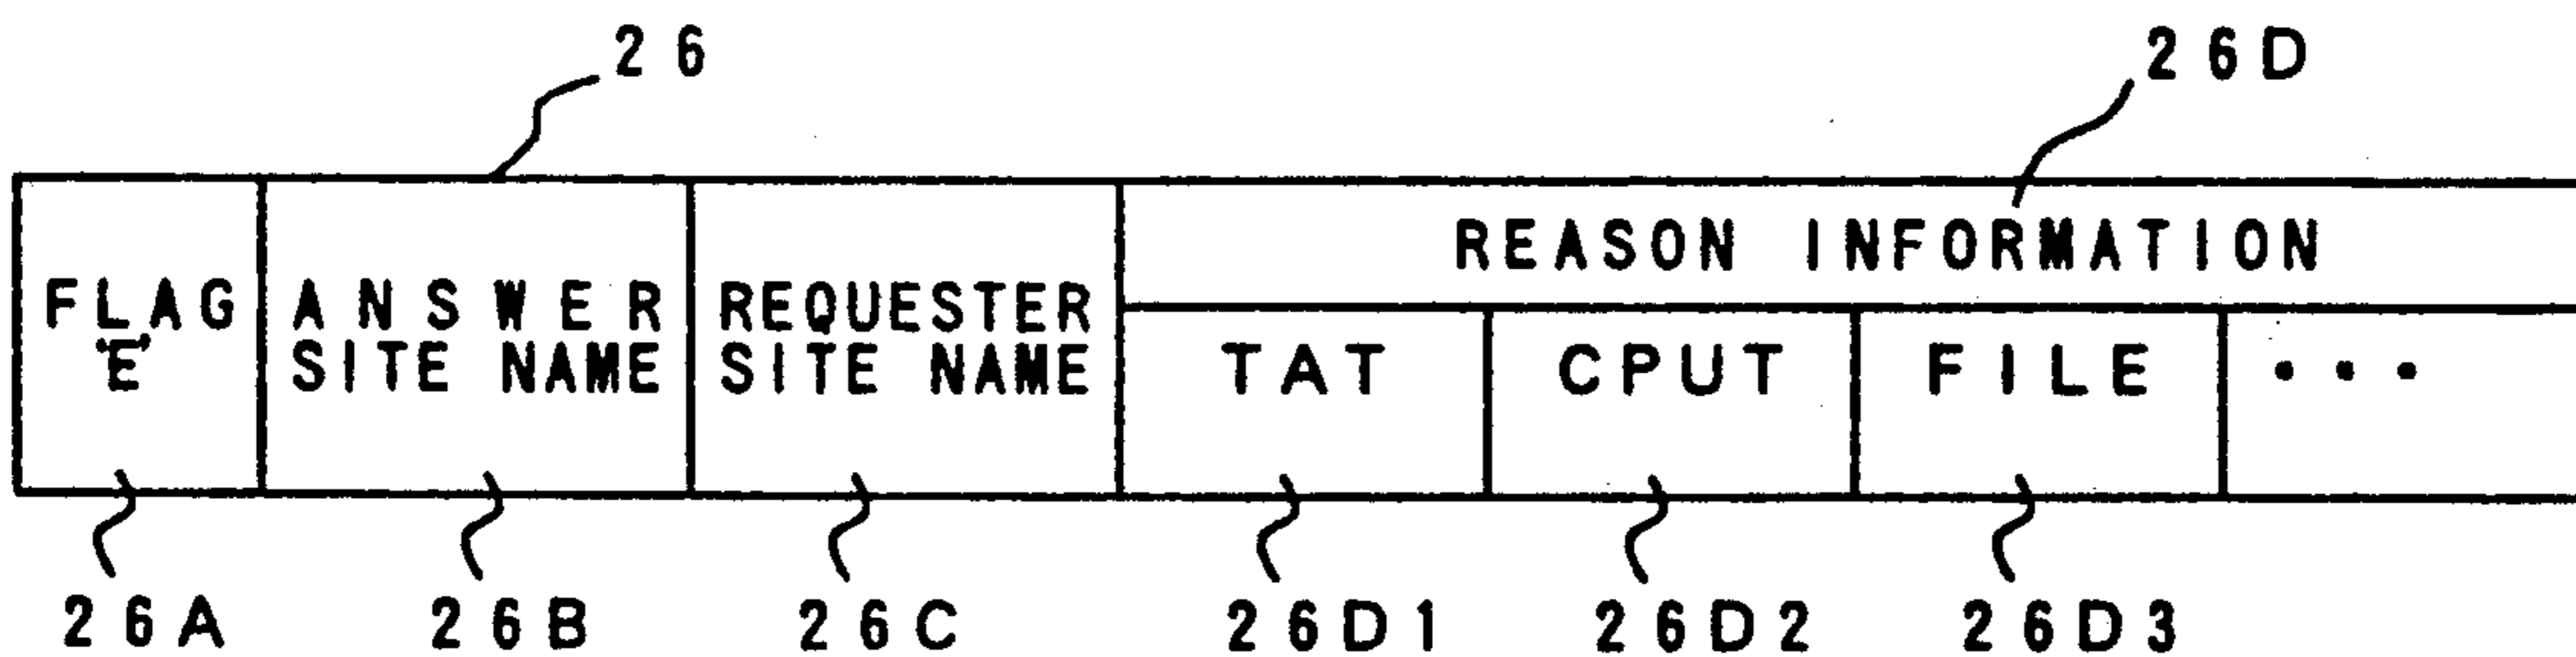 26
26D
FLAG
'E'
ANSWER
SITE NAME
REQUESTER
SITE NAME
REASON INFORMATION
TAT
CPUT
FILE
...
26A
26B
26C
26D1
26D2
26D3